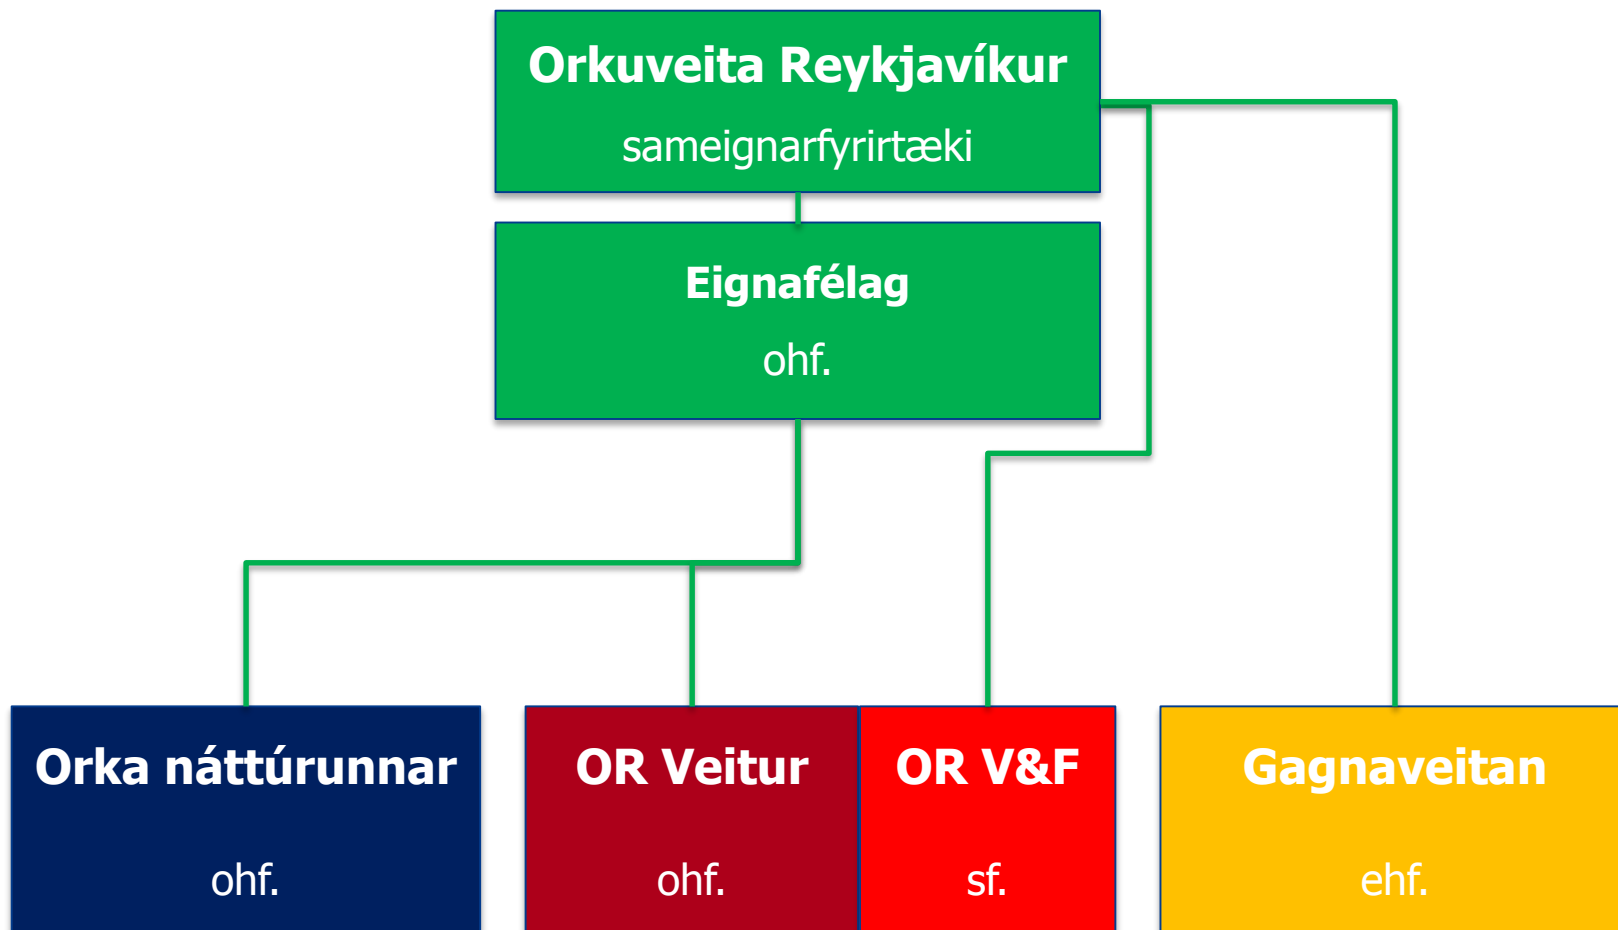 Orkuveita Reykjavíkur
sameignarfyrirtæki
Eignafélag
ohf.
Orka náttúrunnar
ohf.
OR Veitur
ohf.
OR V&F
sf.
Gagnaveitan
ehf.